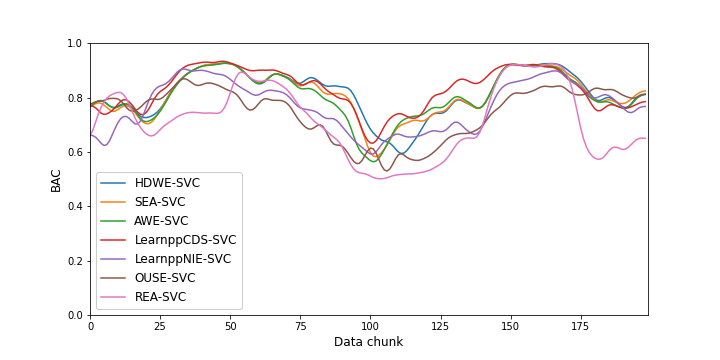 1.0
0.8
0.6
0.4
0.2
0.0
BAC
HDWE-SVC
SEA-SVC
AWE-SVC
LearnppCDS-SVC
LearnppNIE-SVC
OUSE-SVC
REA-SVC
0 25 50 75 100 125 150 175
Data chunk